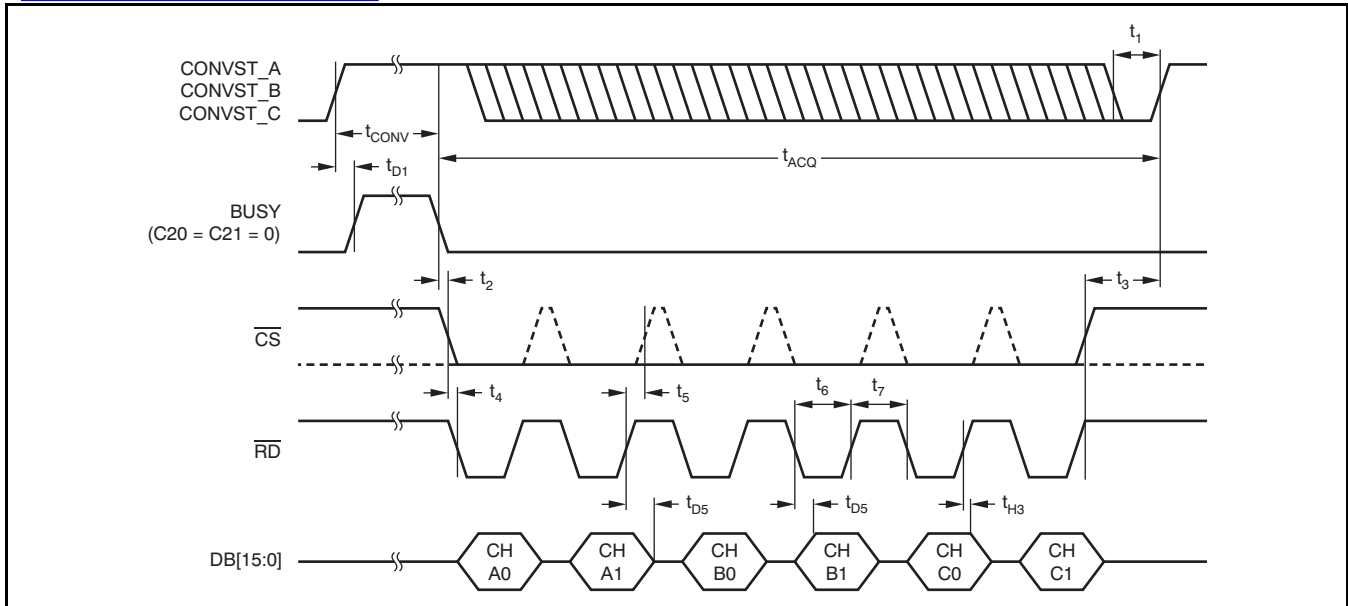 t1
CONVST_A
CONVST_B
CONVST_C
tCONV
tACQ
tD1
BUSY
(C20 = C21 = 0)
t2
t3
CS
t4
t5
t6
t7
RD
tD5
tD5
tH3
DB[15:0]
CH A0
CH A1
CH B0
CH B1
CH C0
CH C1